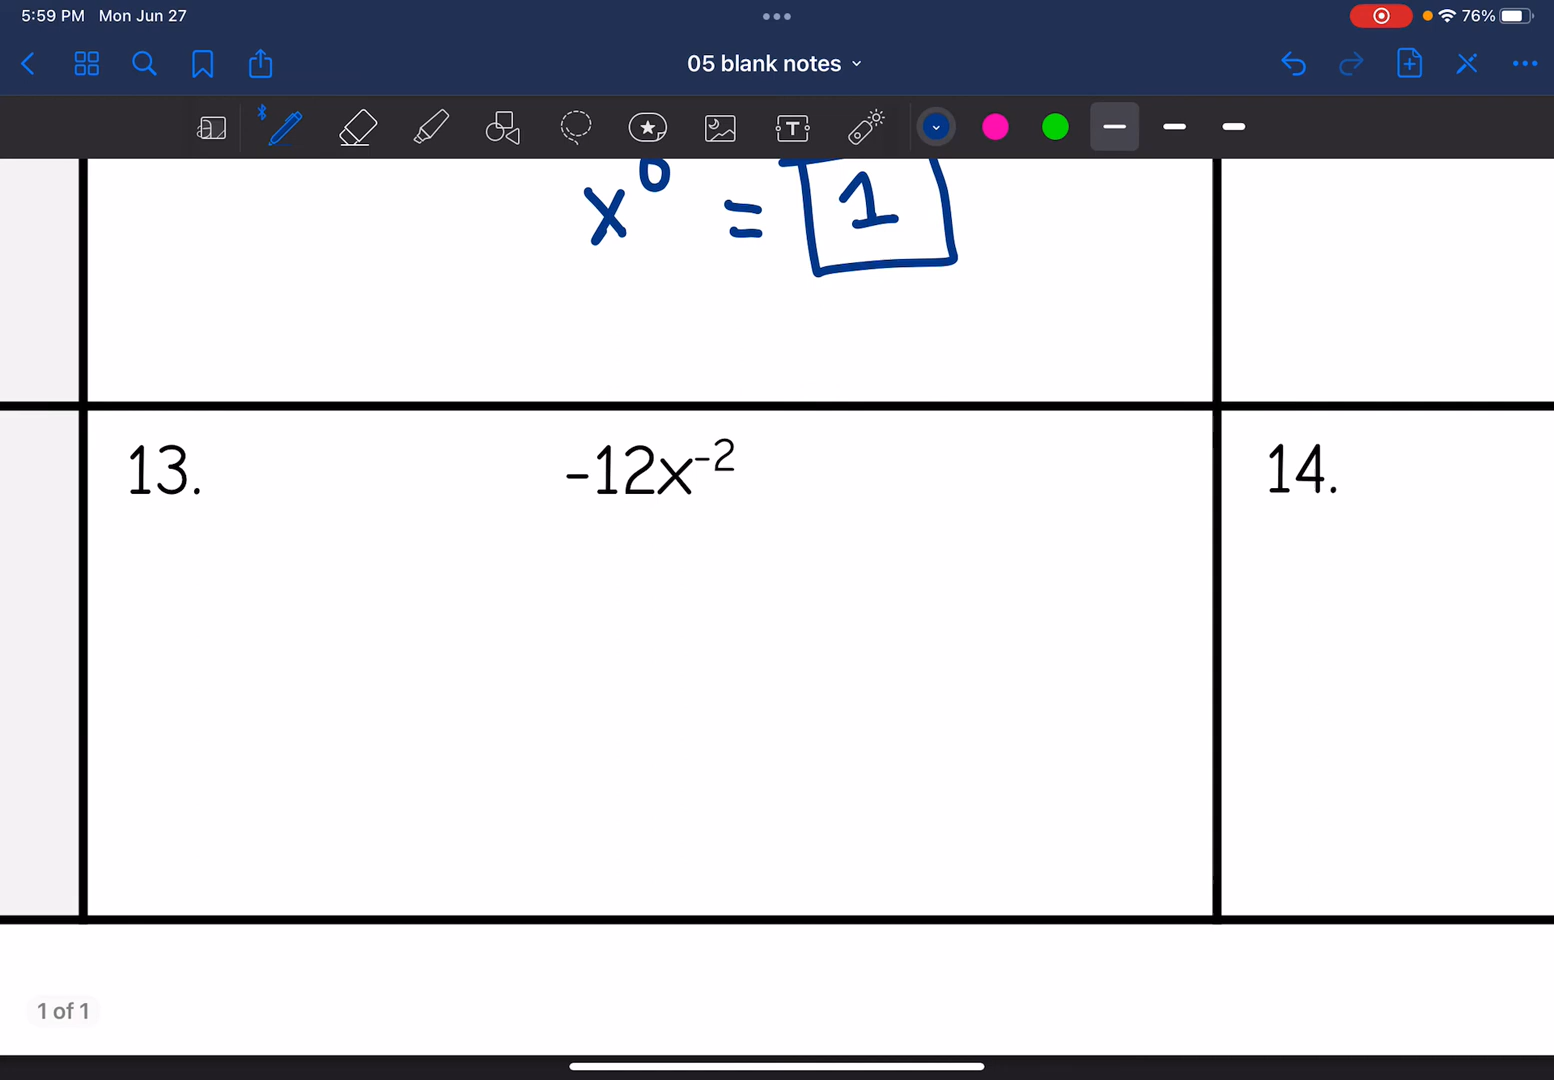 5:59 PM Mon Jun 27
76%
05 blank notes
T
x⁰ = 1
13. -12x⁻² 14.
1 of 1